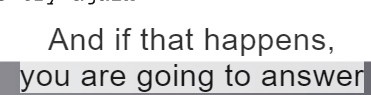 And if that happens,
you are going to answer